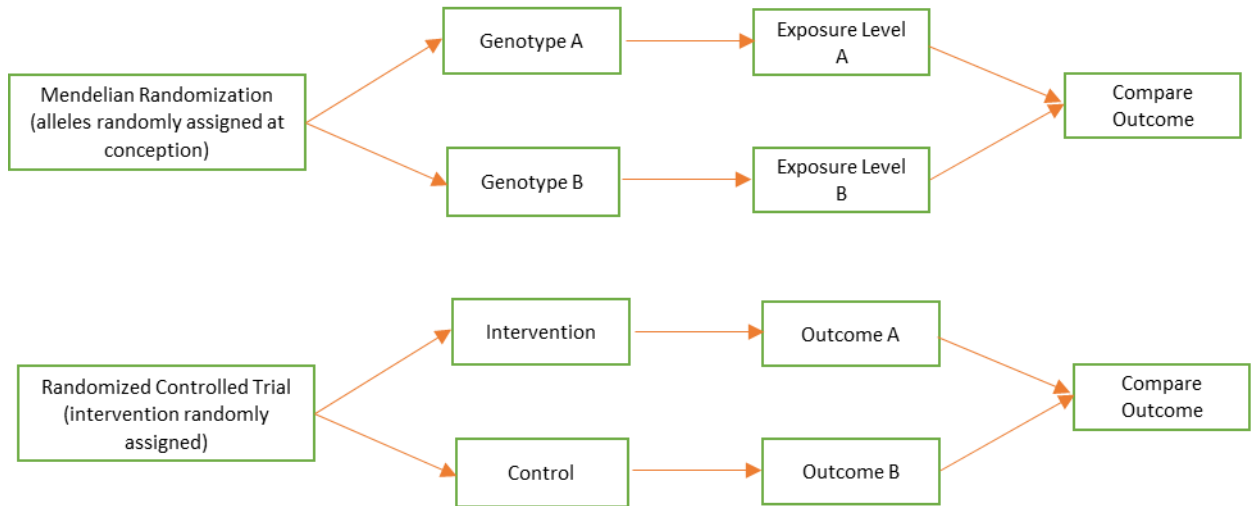 Genotype A
Exposure Level
A
Mendelian Randomization
(alleles randomly assigned at
conception)
Compare
Outcome
Genotype B
Exposure Level
B
Intervention
Outcome A
Randomized Controlled Trial
(intervention randomly
assigned)
Compare
Outcome
Control
Outcome B